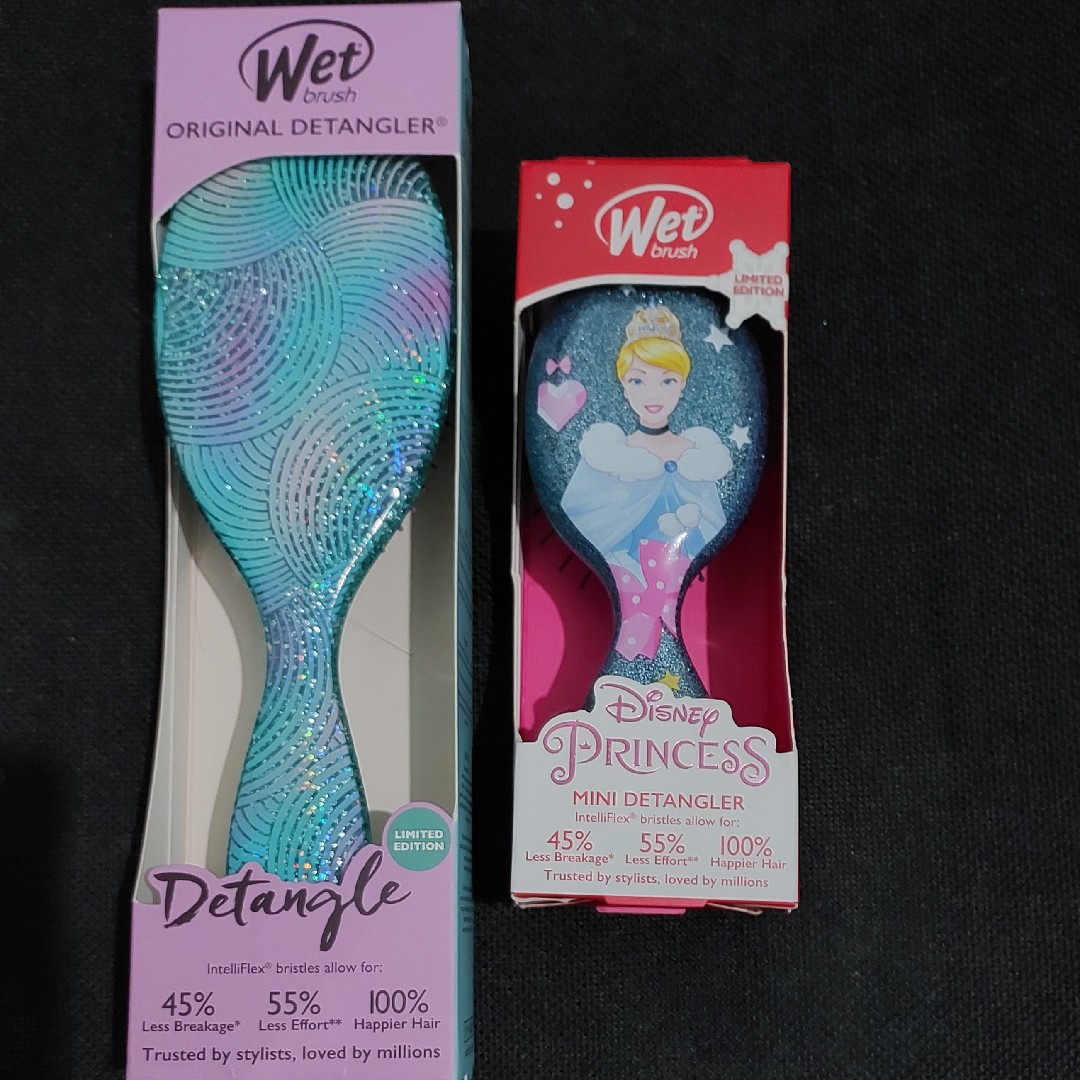 Wet
brush
ORIGINAL DETANGLER®
LIMITED
EDITION
Detangle
IntelliFlex® bristles allow for:
45% 55% 100%
Less Breakage* Less Effort** Happier Hair
Trusted by stylists, loved by millions
Wet
brush
LIMITED
EDITION
Disney
PRINCESS
MINI DETANGLER
IntelliFlex® bristles allow for:
45% 55% 100%
Less Breakage* Less Effort** Happier Hair
Trusted by stylists, loved by millions